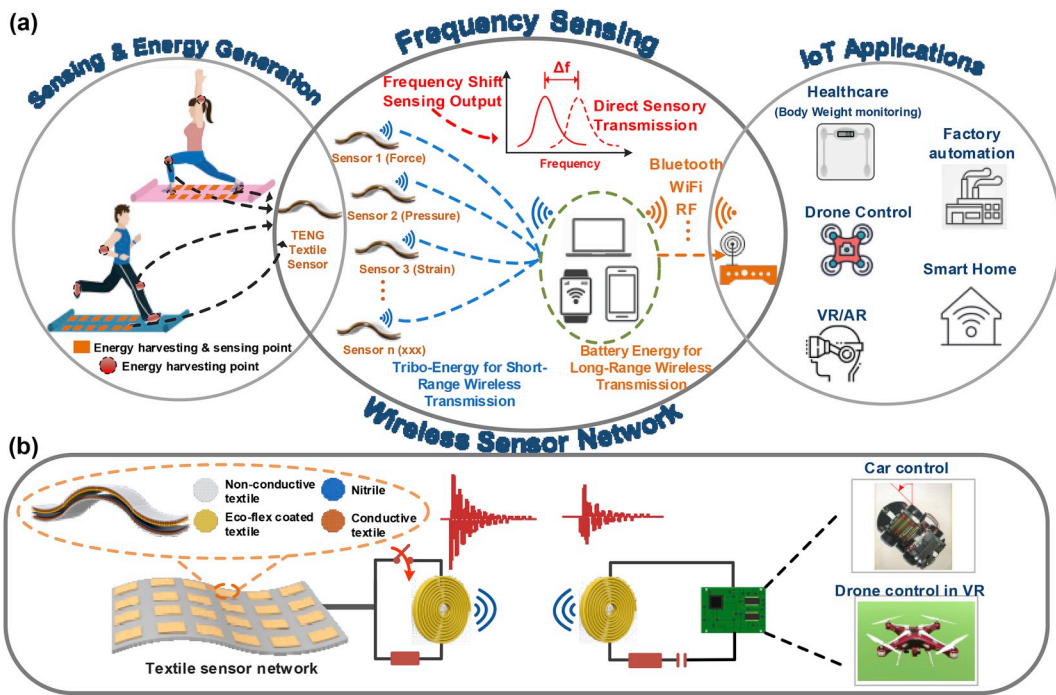 (a)
Sensing & Energy Generation
Frequency Sensing
IoT Applications
Frequency Shift
Sensing Output
Δf
Direct Sensory
Transmission
Frequency
Sensor 1 (Force)
Sensor 2 (Pressure)
Sensor 3 (Strain)
Sensor n (xxx)
TENG
Textile
Sensor
Bluetooth
WiFi
RF
Energy harvesting & sensing point
Energy harvesting point
Tribo-Energy for Short-
Range Wireless
Transmission
Battery Energy for
Long-Range Wireless
Transmission
Healthcare
(Body Weight monitoring)
Factory
automation
Drone Control
Smart Home
VR/AR
Wireless Sensor Network
(b)
Non-conductive
textile
Nitrile
Eco-flex coated
textile
Conductive
textile
Textile sensor network
Car control
Drone control in VR